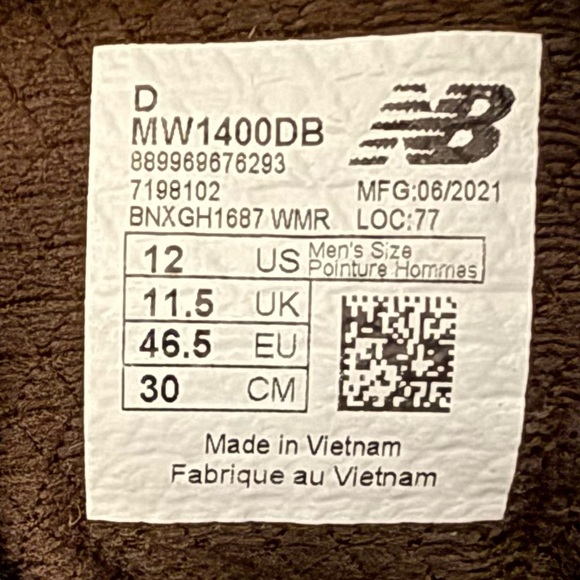 D
MW1400DB
NB
889969676293
7198102 MFG:06/2021
BNXGH1687 WMR LOC:77
12 US Men's Size
Pointure Hommes
11.5 UK
46.5 EU
30 CM
Made in Vietnam
Fabrique au Vietnam